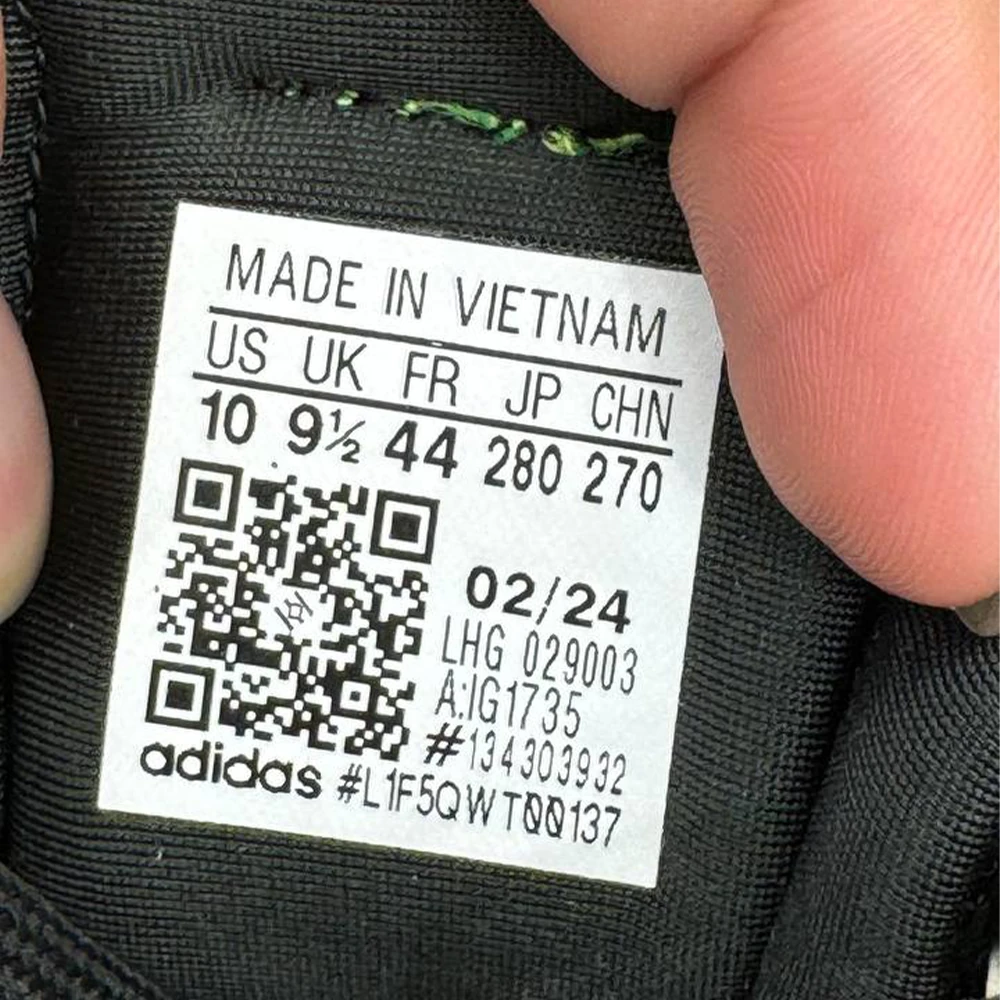 MADE IN VIETNAM
US UK FR JP CHN
10 9½ 44 280 270
02/24
LHG 029003
A:IG1735
#134303932
adidas #L1F5QWT00137